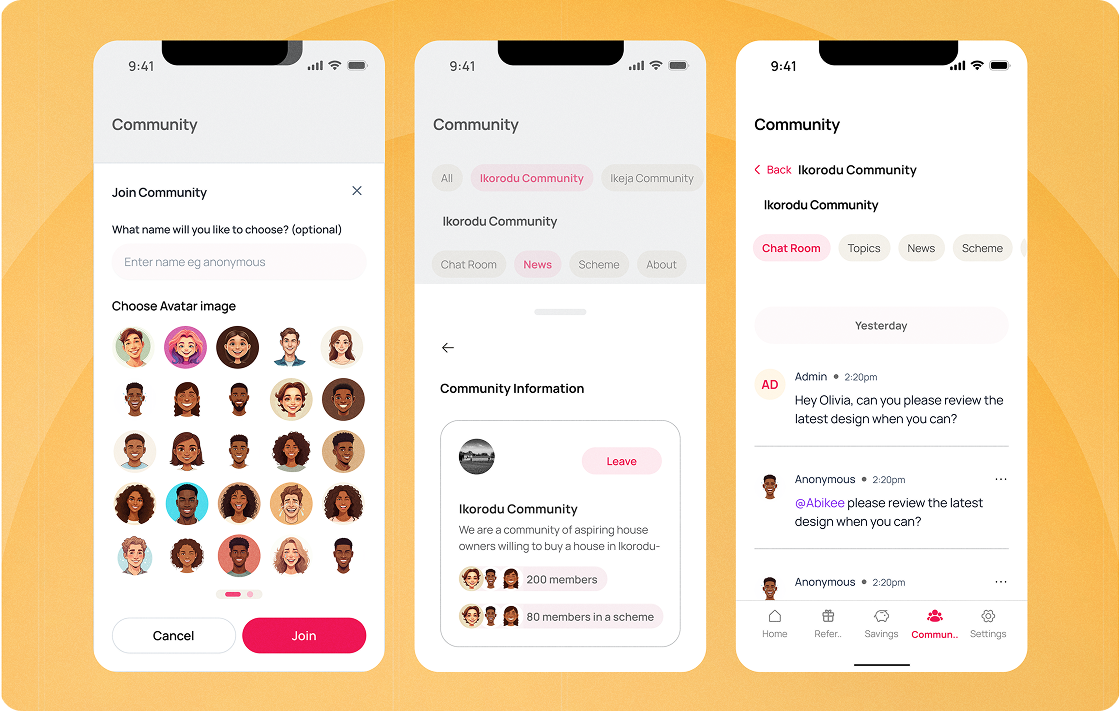 9:41
Community
Join Community
What name will you like to choose? (optional)
Enter name eg anonymous
Choose Avatar image
Cancel
Join
9:41
Community
All
Ikorodu Community
Ikeja Community
Ikorodu Community
Chat Room
News
Scheme
About
Community Information
Leave
Ikorodu Community
We are a community of aspiring house
owners willing to buy a house in Ikorodu-
200 members
80 members in a scheme
9:41
Community
Back
Ikorodu Community
Ikorodu Community
Chat Room
Topics
News
Scheme
Yesterday
AD
Admin • 2:20pm
Hey Olivia, can you please review the
latest design when you can?
Anonymous • 2:20pm
@Abikee please review the latest
design when you can?
Anonymous • 2:20pm
Home
Refer..
Savings
Commun..
Settings